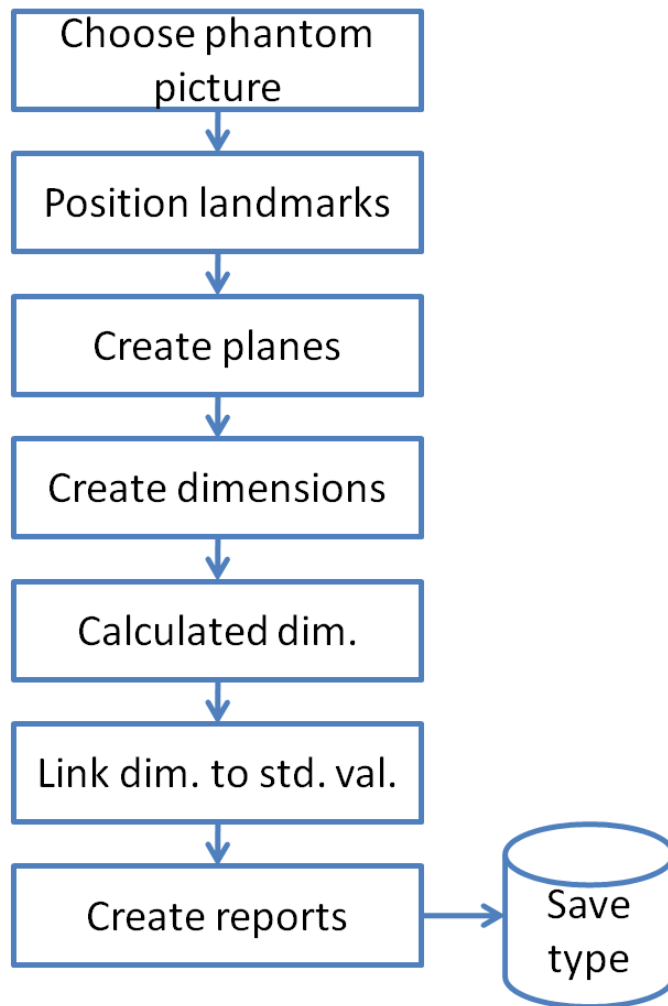 Choose phantom
picture
Position landmarks
Create planes
Create dimensions
Calculated dim.
Link dim. to std. val.
Create reports
Save
type